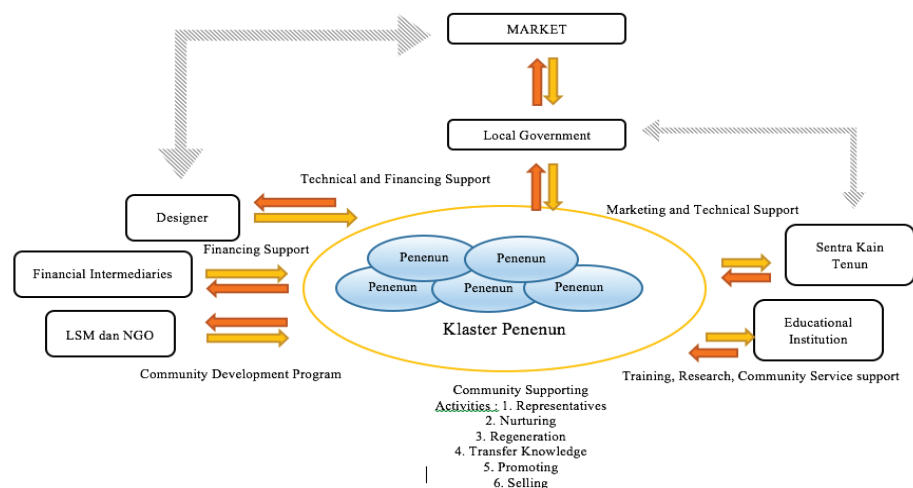 MARKET
Local Government
Technical and Financing Support
Designer
Marketing and Technical Support
Financing Support
Financial Intermediaries
Sentra Kain
Tenun
Penenun
Penenun
Penenun
Penenun
Penenun
Klaster Penenun
LSM dan NGO
Educational
Institution
Community Development Program
Training, Research, Community Service support
Community Supporting
Activities : 1. Representatives
2. Nurturing
3. Regeneration
4. Transfer Knowledge
5. Promoting
6. Selling